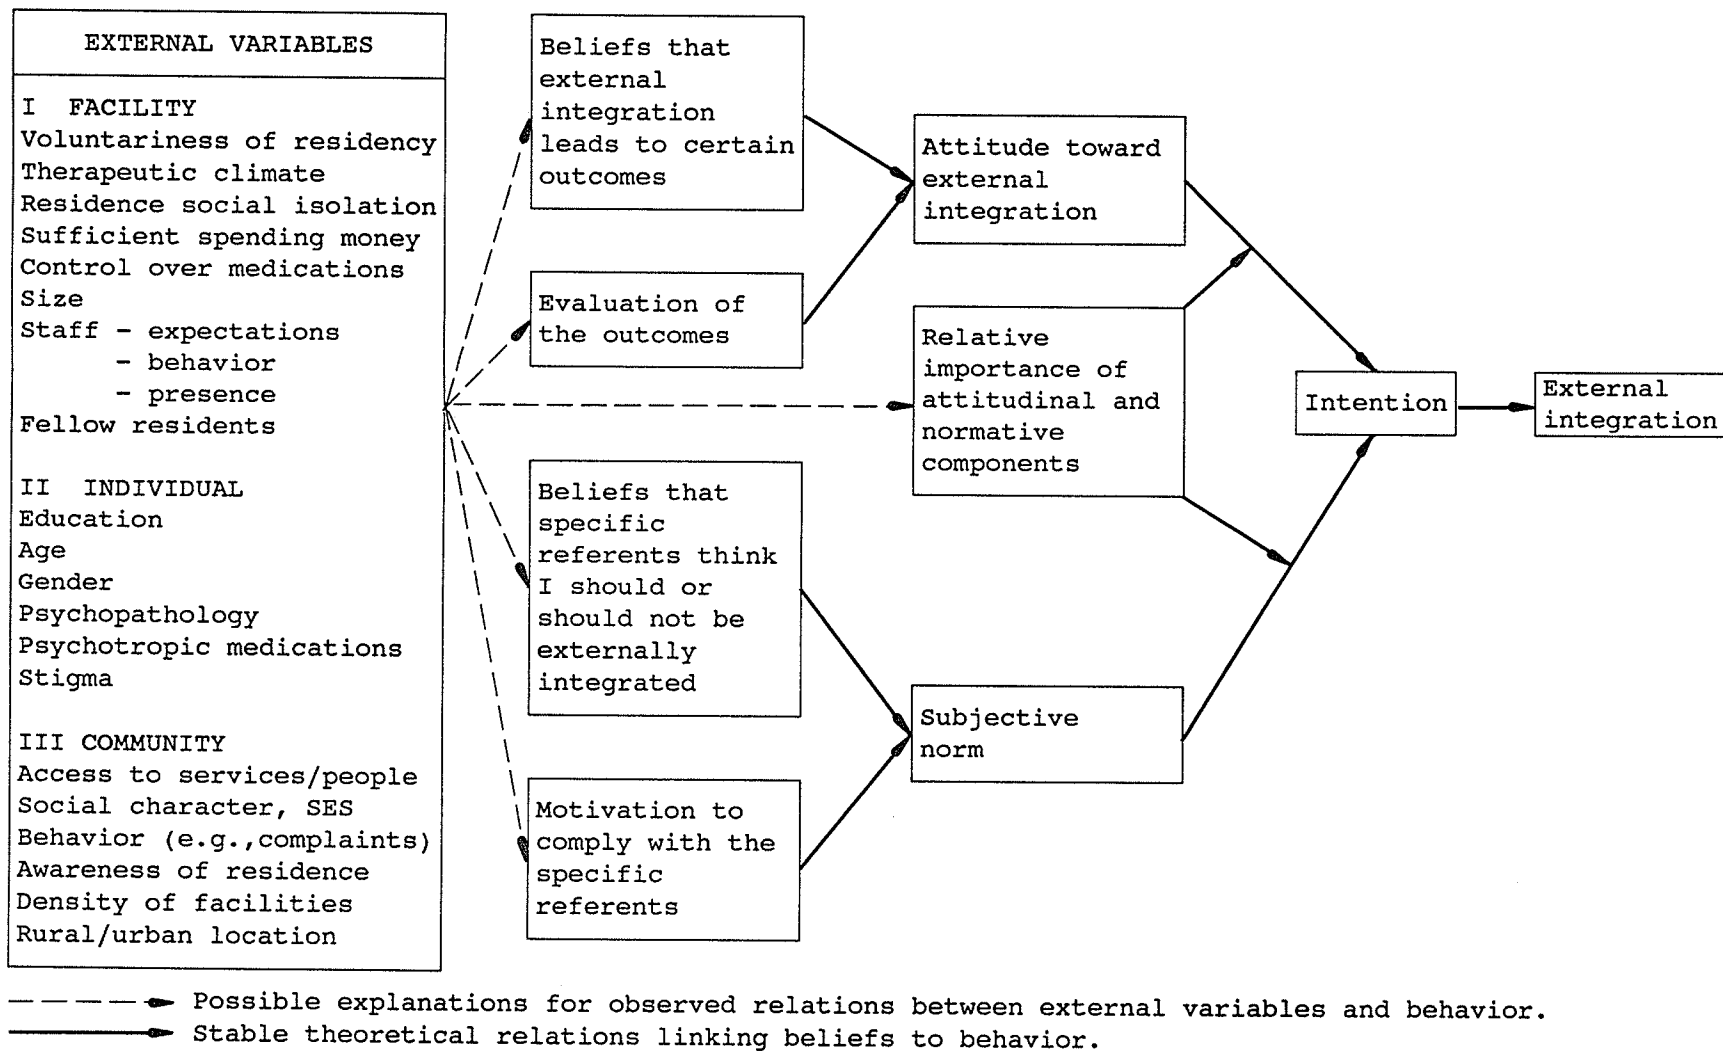 EXTERNAL VARIABLES
I FACILITY
Voluntariness of residency
Therapeutic climate
Residence social isolation
Sufficient spending money
Control over medications
Size
Staff - expectations
- behavior
- presence
Fellow residents
II INDIVIDUAL
Education
Age
Gender
Psychopathology
Psychotropic medications
Stigma
III COMMUNITY
Access to services/people
Social character, SES
Behavior (e.g.,complaints)
Awareness of residence
Density of facilities
Rural/urban location
Beliefs that
external
integration
leads to certain
outcomes
Evaluation of
the outcomes
Beliefs that
specific
referents think
I should or
should not be
externally
integrated
Motivation to
comply with the
specific
referents
Attitude toward
external
integration
Relative
importance of
attitudinal and
normative
components
Subjective
norm
Intention
External
integration
Possible explanations for observed relations between external variables and behavior.
Stable theoretical relations linking beliefs to behavior.